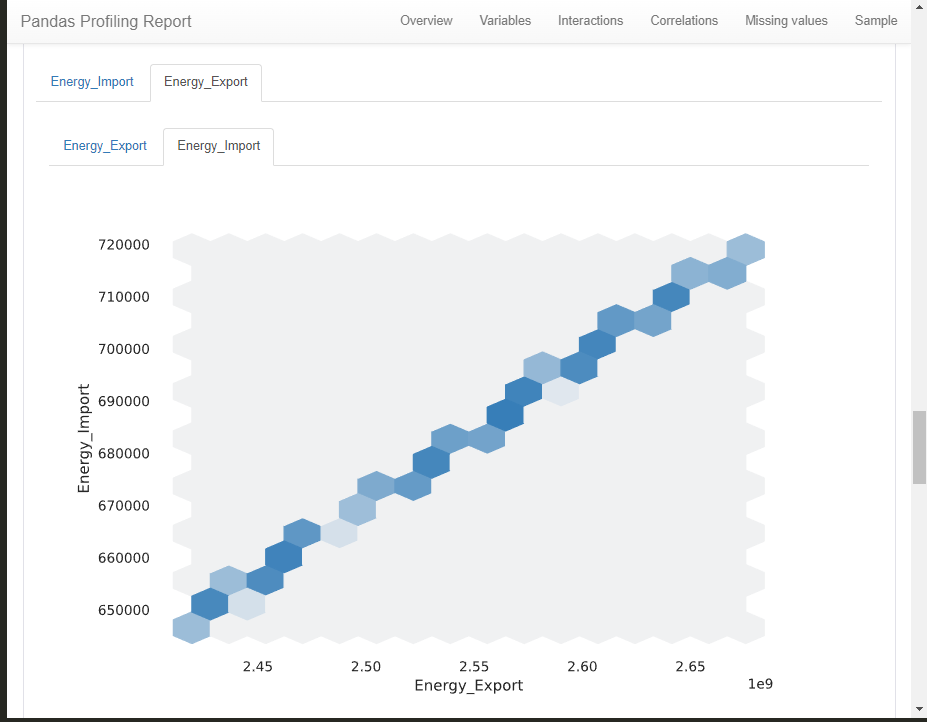 Pandas Profiling Report Overview Variables Interactions Correlations Missing values Sample
Energy_Import Energy_Export
Energy_Export Energy_Import
720000
710000
700000
690000
680000
670000
660000
650000
Energy_Import
2.45 2.50 2.55 2.60 2.65
Energy_Export
1e9